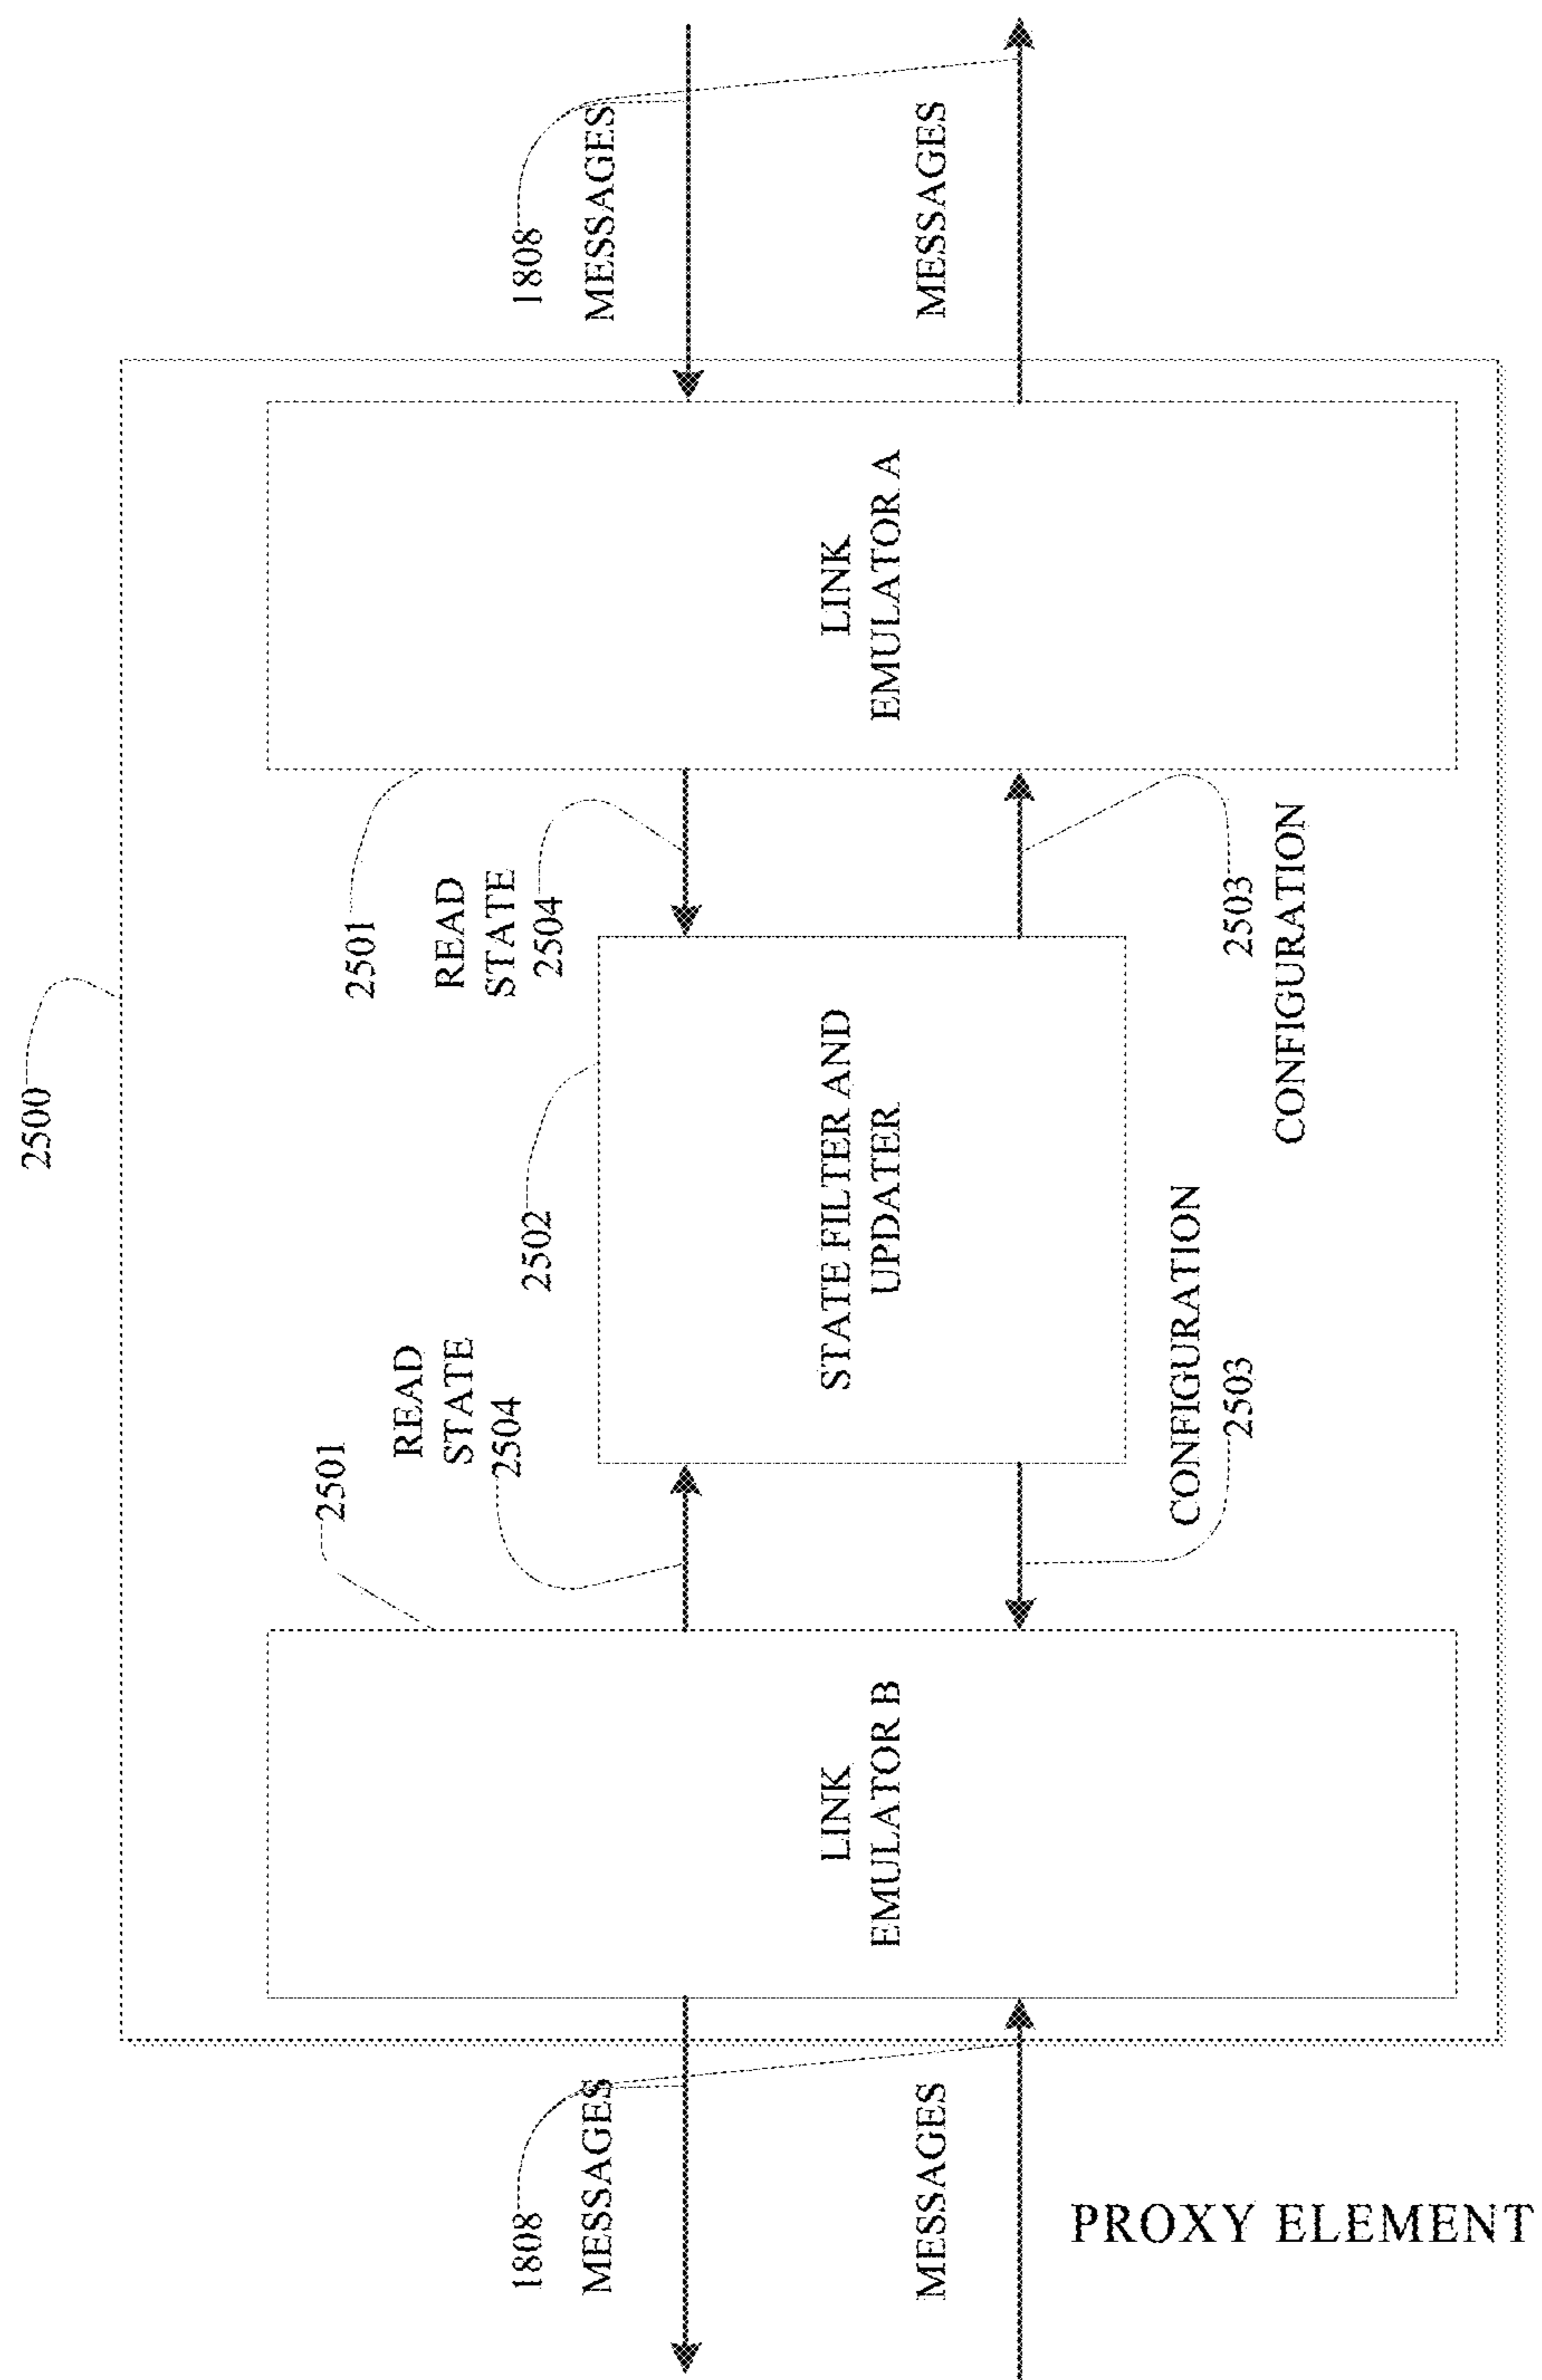 2500
2501
READ
STATE
2504
2501
READ
STATE
2504
1808
MESSAGES
2502
1808
MESSAGES
LINK
EMULATOR B
STATE FILTER AND
UPDATER
LINK
EMULATOR A
MESSAGES
MESSAGES
CONFIGURATION
2503
2503
CONFIGURATION
PROXY ELEMENT